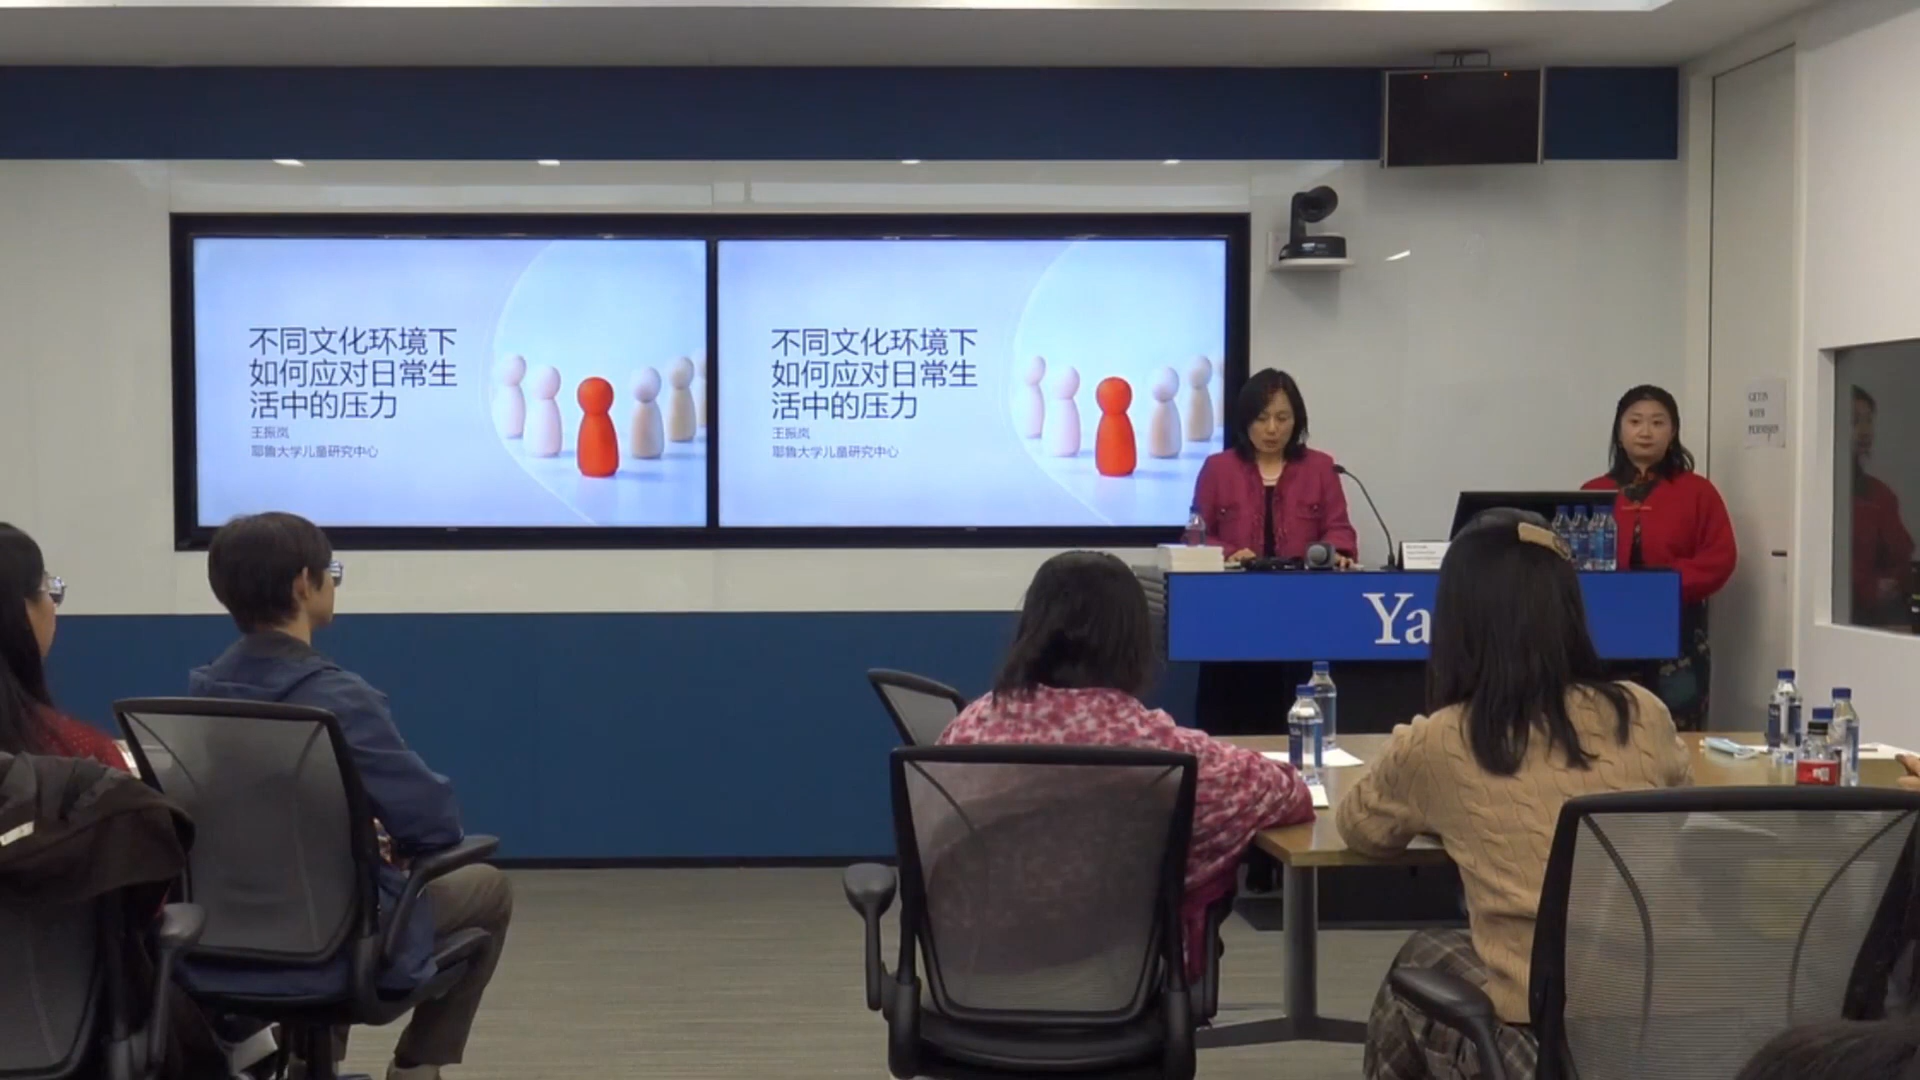 不同文化环境下
如何应对日常生
活中的压力
王振岚
耶鲁大学儿童研究中心
不同文化环境下
如何应对日常生
活中的压力
王振岚
耶鲁大学儿童研究中心
Ya